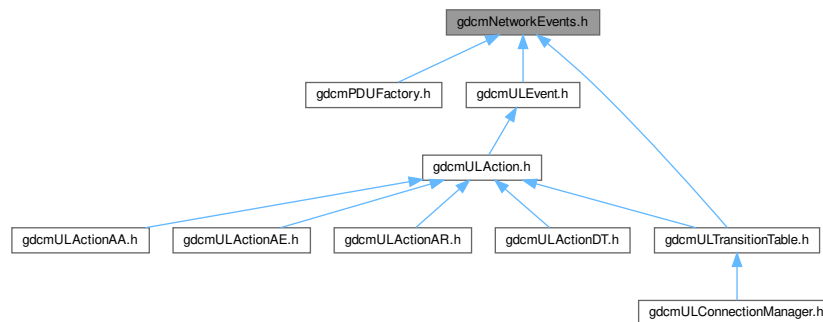 gdcmNetworkEvents.h
gdcmPDUFactory.h
gdcmULEvent.h
gdcmULAction.h
gdcmULActionAA.h
gdcmULActionAE.h
gdcmULActionAR.h
gdcmULActionDT.h
gdcmULTransitionTable.h
gdcmULConnectionManager.h